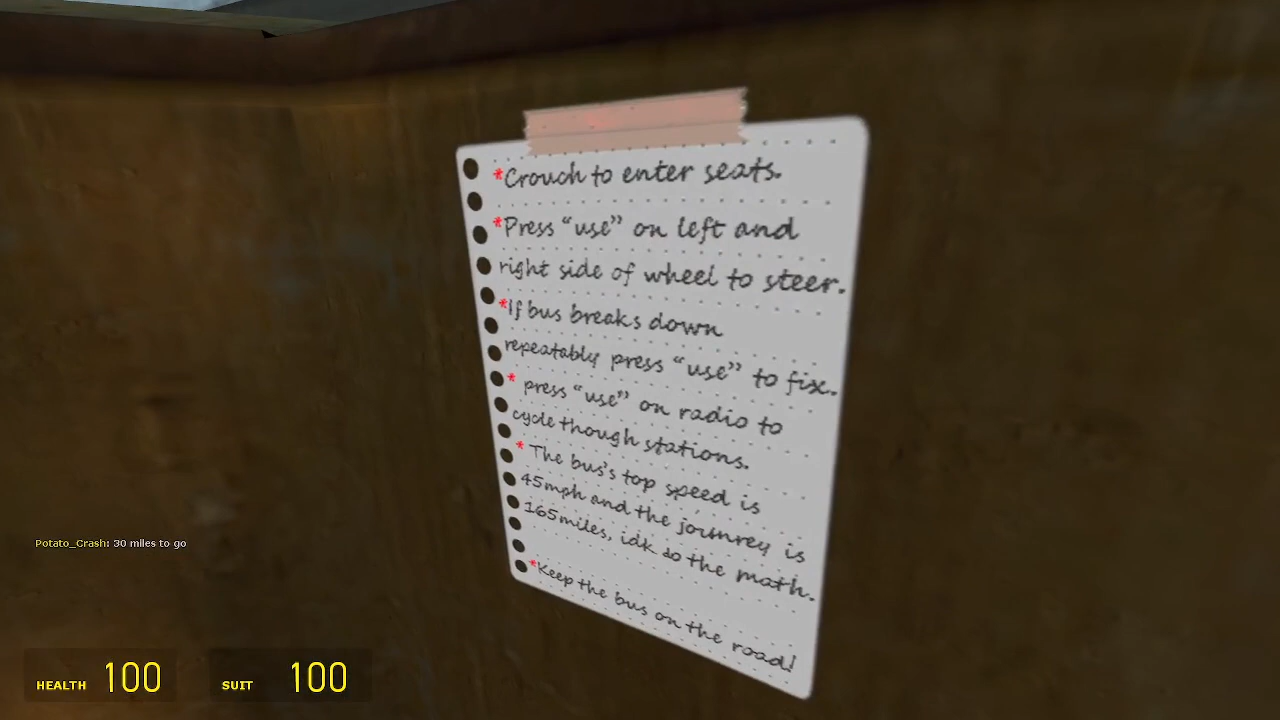 *Crouch to enter seats.
*Press “use” on left and
right side of wheel to steer.
*If bus breaks down
repeatably press “use” to fix.
* press “use” on radio to
cycle though stations.
* The bus's top speed is
45mph and the journey is
165miles, idk do the math.
*Keep the bus on the road!
Potato_Crash: 30 miles to go
HEALTH 100 SUIT 100